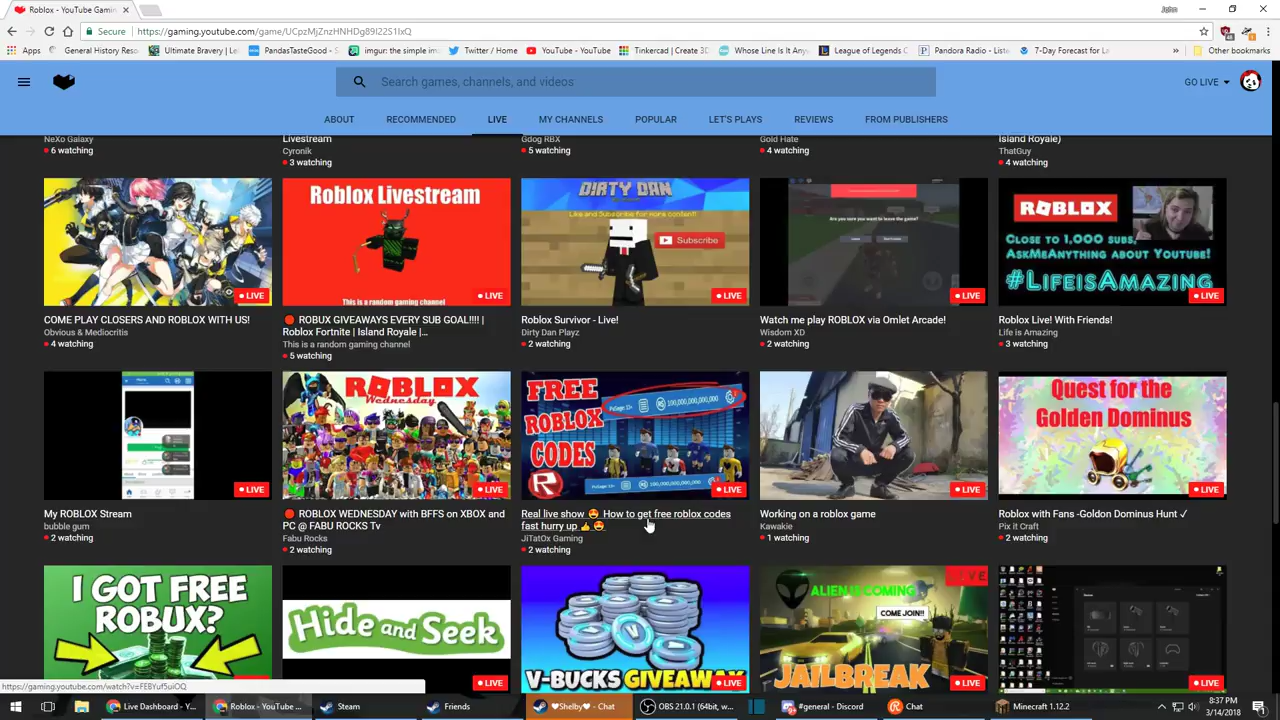 Roblox - YouTube Gami
John
Secure
https://gaming.youtube.com/game/UCpzMjZnzHNHDg89I22S1IxQ
Apps
General History Reso
Ultimate Bravery | Le
PandasTasteGood - S
imgur: the simple im
Twitter / Home
YouTube - YouTube
Tinkercad | Create 3D
Whose Line Is It Any
League of Legends C
Pandora Radio - Liste
7-Day Forecast for La
Other bookmarks
Search games, channels, and videos
GO LIVE
ABOUT
RECOMMENDED
LIVE
MY CHANNELS
POPULAR
LET'S PLAYS
REVIEWS
FROM PUBLISHERS
NeXo Galaxy
6 watching
Livestream
Cyronik
3 watching
Gdog RBX
5 watching
Gold Hate
4 watching
Island Royale)
ThatGuy
4 watching
LIVE
Roblox Livestream
This is a random gaming channel
LIVE
DIRTY DAN
Like and Subscribe for more content!!
Subscribe
LIVE
Are you sure you want to leave the game?
LIVE
ROBLOX
CLOSE TO 1,000 SUBS,
ASKMEANYTHING ABOUT YOUTUBE!
#LIFEISAMAZING
LIVE
COME PLAY CLOSERS AND ROBLOX WITH US!
Obvious & Mediocritis
4 watching
ROBUX GIVEAWAYS EVERY SUB GOAL!!!! |
Roblox Fortnite | Island Royale |...
This is a random gaming channel
5 watching
Roblox Survivor - Live!
Dirty Dan Playz
2 watching
Watch me play ROBLOX via Omlet Arcade!
Wisdom XD
2 watching
Roblox Live! With Friends!
Life is Amazing
3 watching
LIVE
ROBLOX
Wednesday
LIVE
FREE
ROBLOX
CODES
100,000,000,000
100,000,000,000
LIVE
LIVE
Quest for the
Golden Dominus
LIVE
My ROBLOX Stream
bubble gum
2 watching
ROBLOX WEDNESDAY with BFFS on XBOX and
PC @ FABU ROCKS Tv
Fabu Rocks
2 watching
Real live show 😍 How to get free roblox codes
fast hurry up 👍😍
JiTatOx Gaming
2 watching
Working on a roblox game
Kawakie
1 watching
Roblox with Fans -Goldon Dominus Hunt ✓
Pix it Craft
2 watching
I GOT FREE
ROBUX?
Hide and Seek
LIVE
V-BUCKS GIVEAWAY
LIVE
ALIEN IS COMING
LIVE
COME JOIN!!
JAILBREAK
LIVE
LIVE
https://gaming.youtube.com/watch?v=FEBYuf5uiOQ
Live Dashboard - Y...
Roblox - YouTube ...
Steam
Friends
♥Shelby♥ - Chat
OBS 21.0.1 (64bit, w...
#general - Discord
Chat
Minecraft 1.12.2
8:37 PM
3/14/2018